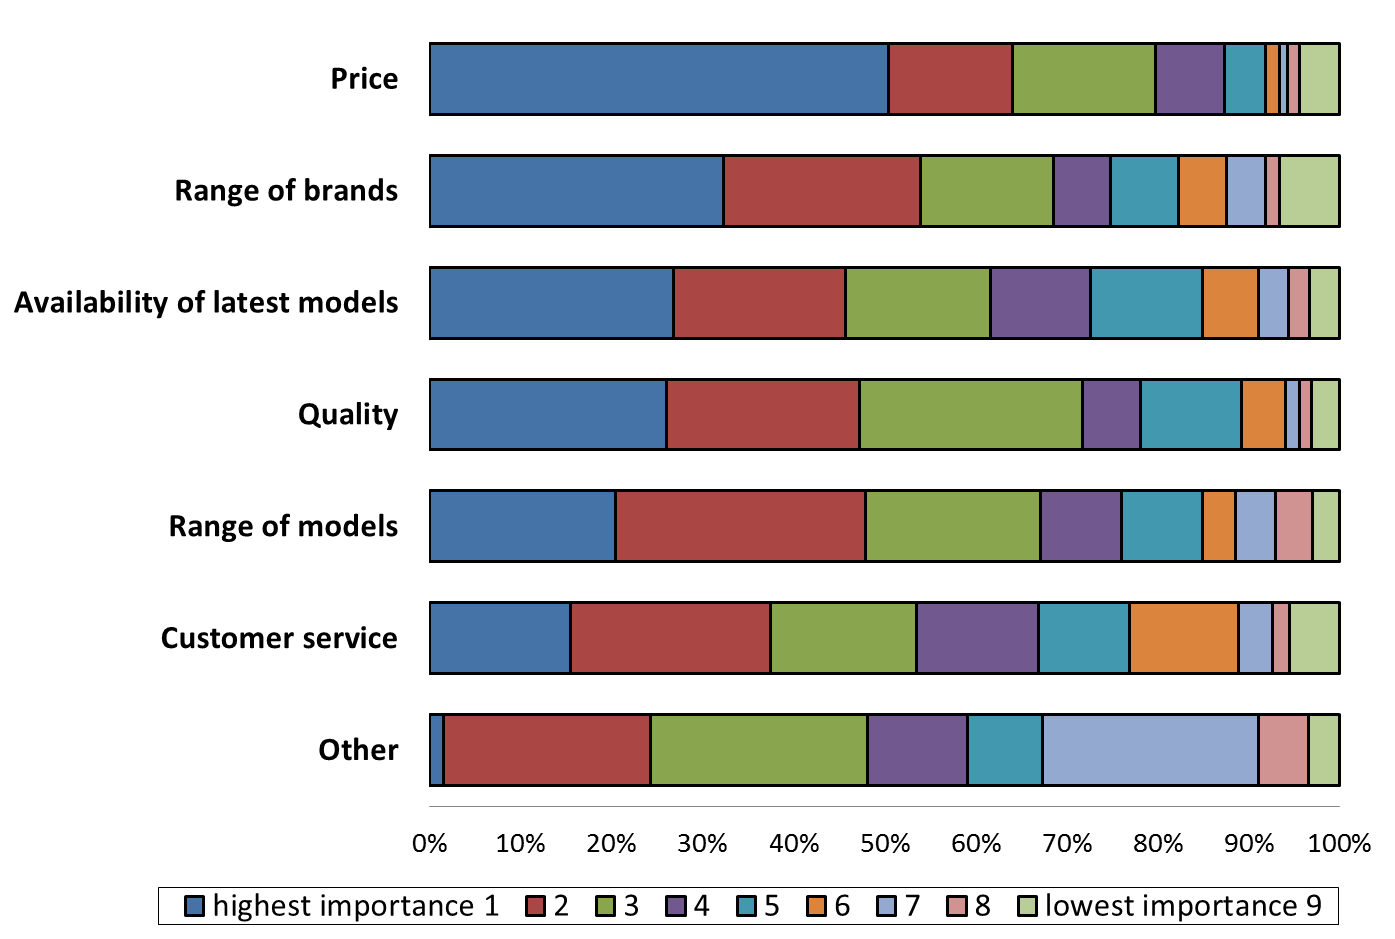 Price
Range of brands
Availability of latest models
Quality
Range of models
Customer service
Other
0% 10% 20% 30% 40% 50% 60% 70% 80% 90% 100%
highest importance 1 2 3 4 5 6 7 8 lowest importance 9